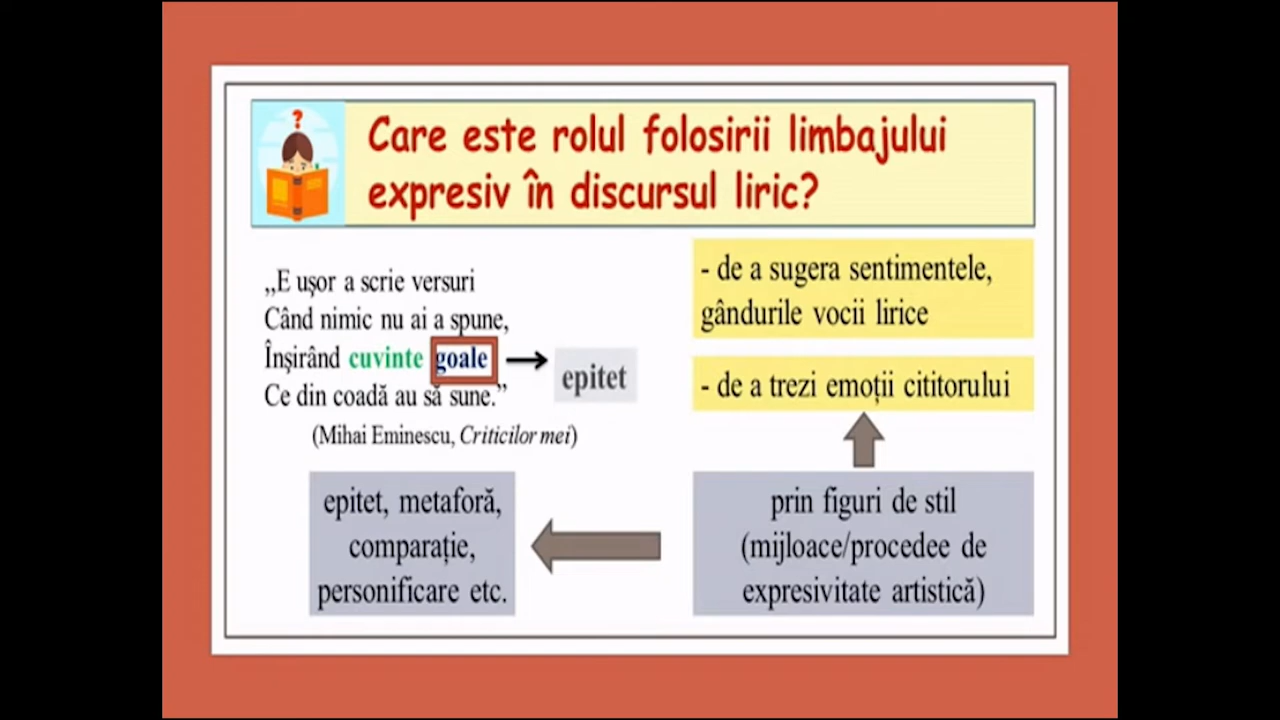 ?
Care este rolul folosirii limbajului
expresiv în discursul liric?
„E uşor a scrie versuri
Când nimic nu ai a spune,
Înşirând cuvinte goale
Ce din coadă au să sune.”
(Mihai Eminescu, Criticilor mei)
epitet
- de a sugera sentimentele,
gândurile vocii lirice
- de a trezi emoții cititorului
prin figuri de stil
(mijloace/procedee de
expresivitate artistică)
epitet, metaforă,
comparație,
personificare etc.